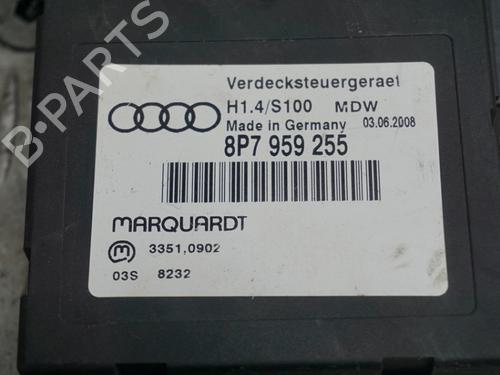 Verdecksteuergeraet
H1.4/S100 MDW
Made in Germany 03.06.2008
8P7 959 255
MARQUARDT
m 3351,0902
03S 8232
B-PARTS